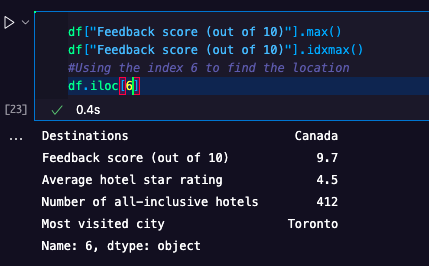 df["Feedback score (out of 10)"].max()
df["Feedback score (out of 10)"].idxmax()
#Using the index 6 to find the location
df.iloc[6]
[23]
0.4s
...
Destinations Canada
Feedback score (out of 10) 9.7
Average hotel star rating 4.5
Number of all-inclusive hotels 412
Most visited city Toronto
Name: 6, dtype: object